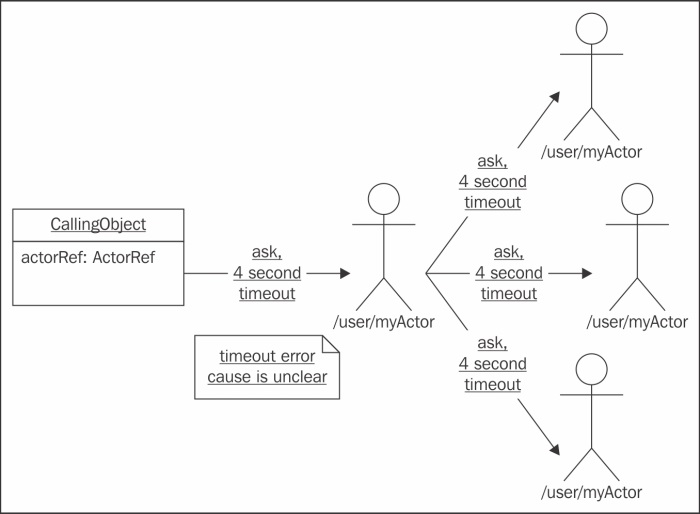 CallingObject
actorRef: ActorRef
ask,
4 second
timeout
/user/myActor
timeout error
cause is unclear
ask,
4 second
timeout
/user/myActor
ask,
4 second
timeout
/user/myActor
ask,
4 second
timeout
/user/myActor